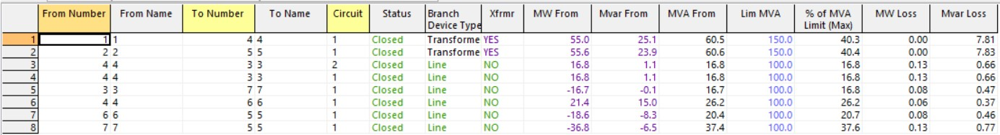 From Number From Name To Number To Name Circuit Status Branch Device Type Xfrmr MW From Mvar From MVA From Lim MVA % of MVA Limit (Max) MW Loss Mvar Loss
1 1 1 4 4 1 Closed Transforme YES 55.0 25.1 60.5 150.0 40.3 0.00 7.81
2 2 2 5 5 1 Closed Transforme YES 55.6 23.9 60.6 150.0 40.4 0.00 7.83
3 4 4 3 3 2 Closed Line NO 16.8 1.1 16.8 100.0 16.8 0.13 0.66
4 4 4 3 3 1 Closed Line NO 16.8 1.1 16.8 100.0 16.8 0.13 0.66
5 3 3 7 7 1 Closed Line NO -16.7 -0.1 16.7 100.0 16.8 0.08 0.47
6 4 4 6 6 1 Closed Line NO 21.4 15.0 26.2 100.0 26.2 0.06 0.37
7 6 6 5 5 1 Closed Line NO -18.6 -8.3 20.4 100.0 20.7 0.08 0.46
8 7 7 5 5 1 Closed Line NO -36.8 -6.5 37.4 100.0 37.6 0.13 0.77